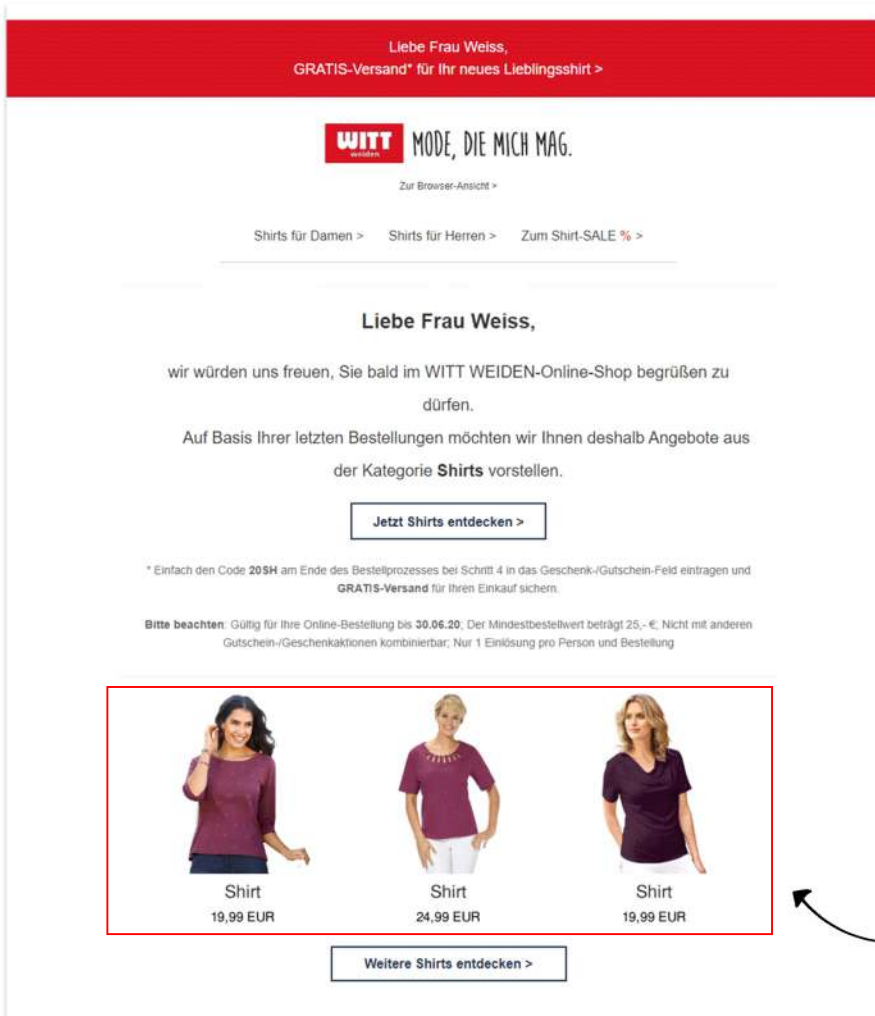 Liebe Frau Weiss,
GRATIS-Versand* für Ihr neues Lieblingsshirt >
WITT weiden MODE, DIE MICH MAG.
Zur Browser-Ansicht >
Shirts für Damen > Shirts für Herren > Zum Shirt-SALE % >
Liebe Frau Weiss,
wir würden uns freuen, Sie bald im WITT WEIDEN-Online-Shop begrüßen zu
dürfen.
Auf Basis Ihrer letzten Bestellungen möchten wir Ihnen deshalb Angebote aus
der Kategorie Shirts vorstellen.
Jetzt Shirts entdecken >
* Einfach den Code 20SH am Ende des Bestellprozesses bei Schritt 4 in das Geschenk-/Gutschein-Feld eintragen und
GRATIS-Versand für Ihren Einkauf sichern.
Bitte beachten: Gültig für Ihre Online-Bestellung bis 30.06.20; Der Mindestbestellwert beträgt 25,- €; Nicht mit anderen
Gutschein-/Geschenkaktionen kombinierbar; Nur 1 Einlösung pro Person und Bestellung
Shirt Shirt Shirt
19,99 EUR 24,99 EUR 19,99 EUR
Weitere Shirts entdecken >